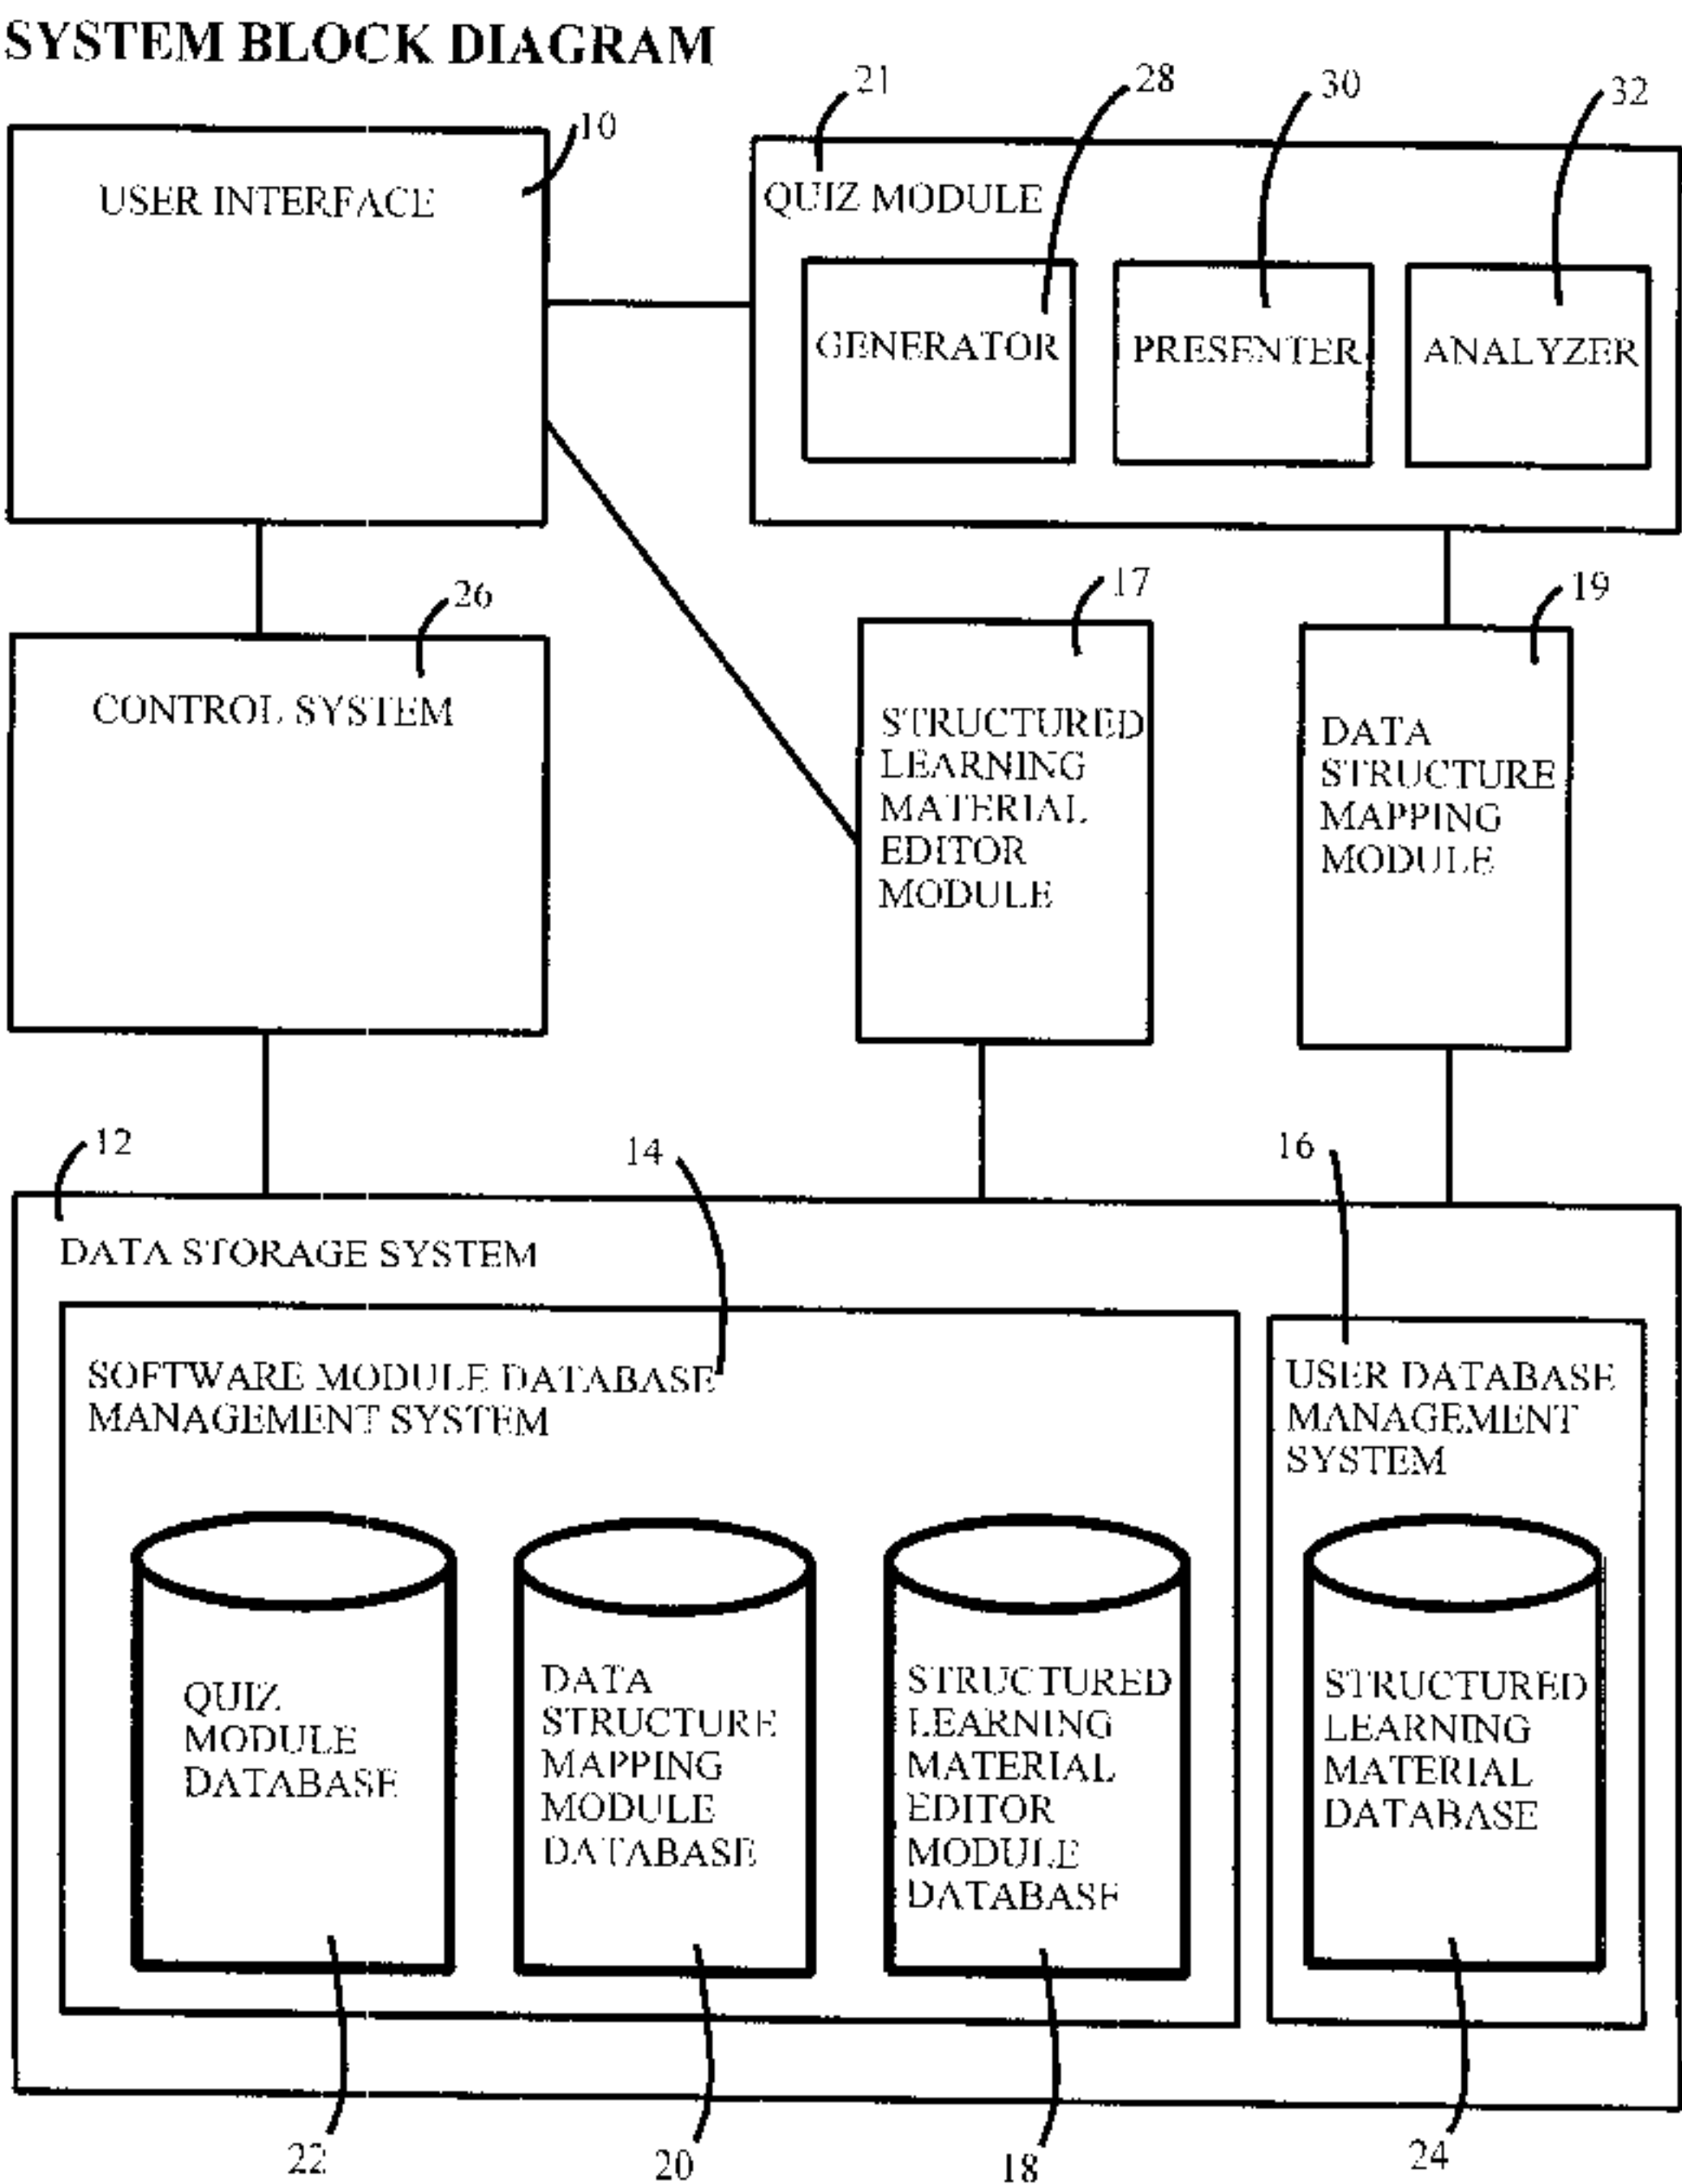 SYSTEM BLOCK DIAGRAM
10
USER INTERFACE
21
28
30
32
QUIZ MODULE
GENERATOR
PRESENTER
ANALYZER
26
CONTROL SYSTEM
17
STRUCTURED
LEARNING
MATERIAL
EDITOR
MODULE
19
DATA
STRUCTURE
MAPPING
MODULE
12
14
16
DATA STORAGE SYSTEM
SOFTWARE MODULE DATABASE
MANAGEMENT SYSTEM
USER DATABASE
MANAGEMENT
SYSTEM
QUIZ
MODULE
DATABASE
DATA
STRUCTURE
MAPPING
MODULE
DATABASE
STRUCTURED
LEARNING
MATERIAL
EDITOR
MODULE
DATABASE
STRUCTURED
LEARNING
MATERIAL
DATABASE
22
20
18
24